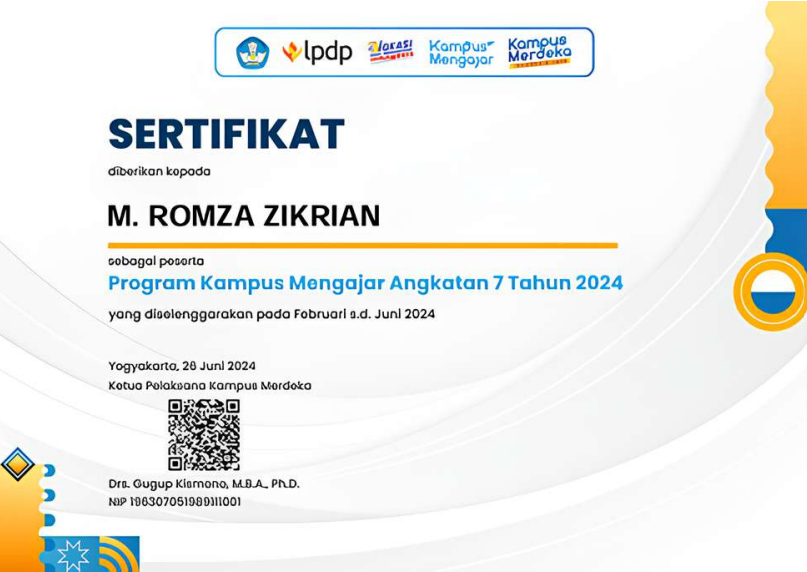 lpdp
Kampus Mengajar
Kampus Merdeka
SERTIFIKAT
diberikan kepada
M. ROMZA ZIKRIAN
sebagai peserta
Program Kampus Mengajar Angkatan 7 Tahun 2024
yang diselenggarakan pada Februari s.d. Juni 2024
Yogyakarta, 28 Juni 2024
Ketua Pelaksana Kampus Merdeka
Drs. Gugup Kismono, M.B.A., Ph.D.
NIP